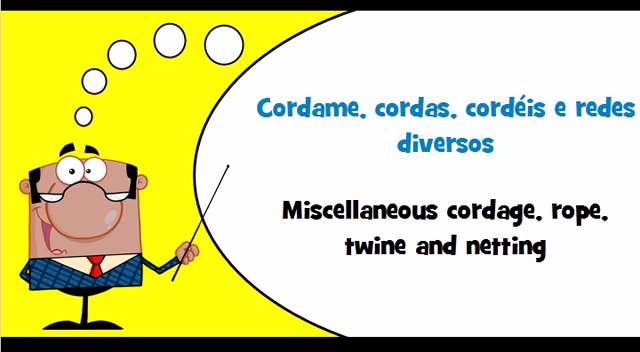 Cordame, cordas, cordéis e redes
diversos
Miscellaneous cordage, rope,
twine and netting